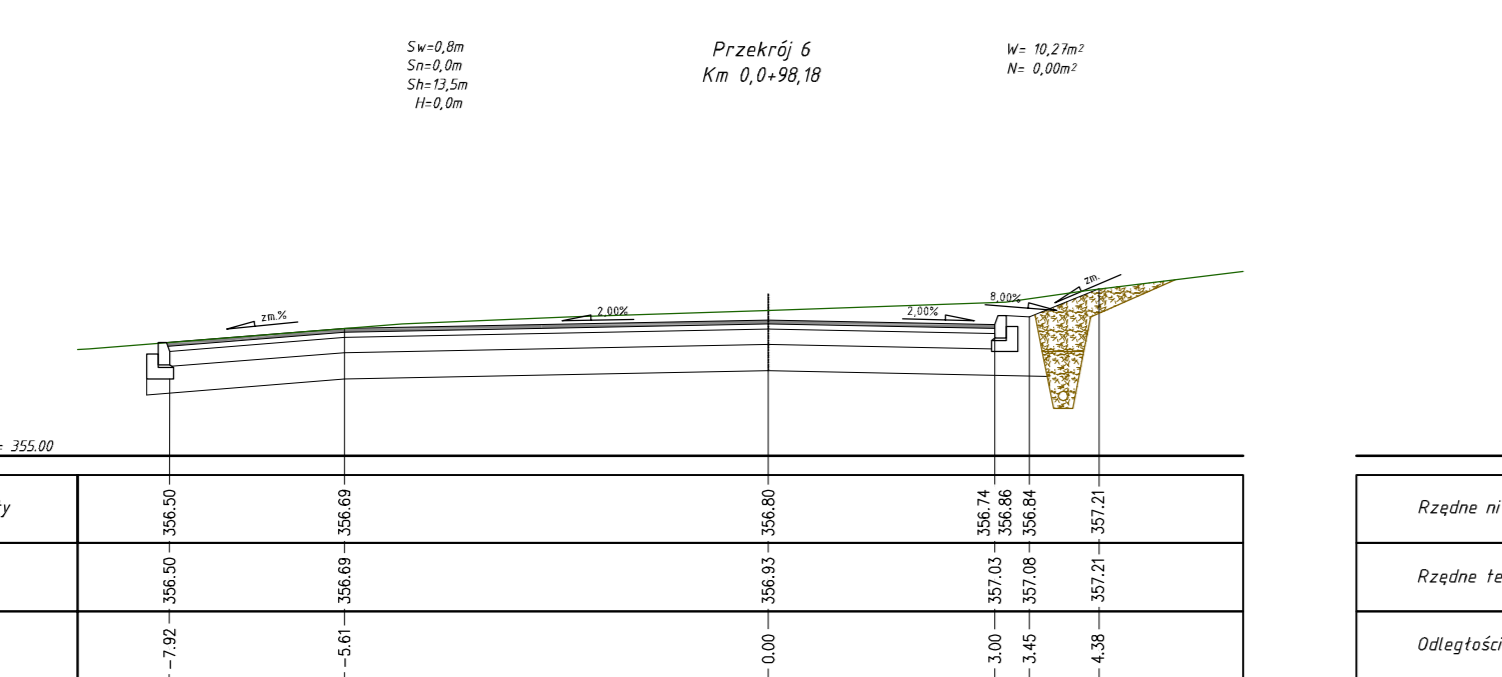 Sw=0,8m
Sn=0,0m
Sh=13,5m
H=0,0m
Przekrój 6
Km 0,0+98,18
W= 10,27m²
N= 0,00m²
zm.%
2,00%
2,00%
8,00%
zm.
= 355.00
356.50
356.69
356.80
356.74
356.86
356.84
357.21
Rzędne ni
356.50
356.69
356.93
357.03
357.08
357.21
Rzędne te
-7.92
-5.61
0.00
3.00
3.45
4.38
Odległości